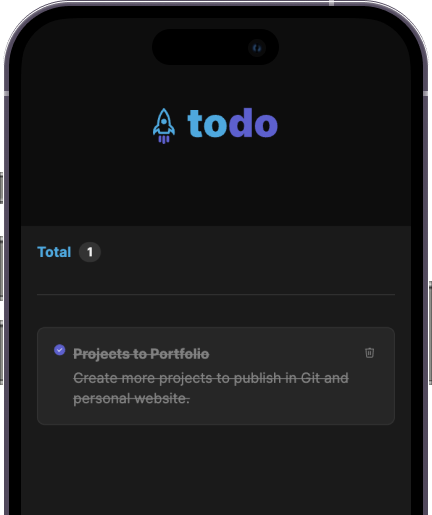 todo
Total 1
Projects to Portfolio
Create more projects to publish in Git and
personal website.